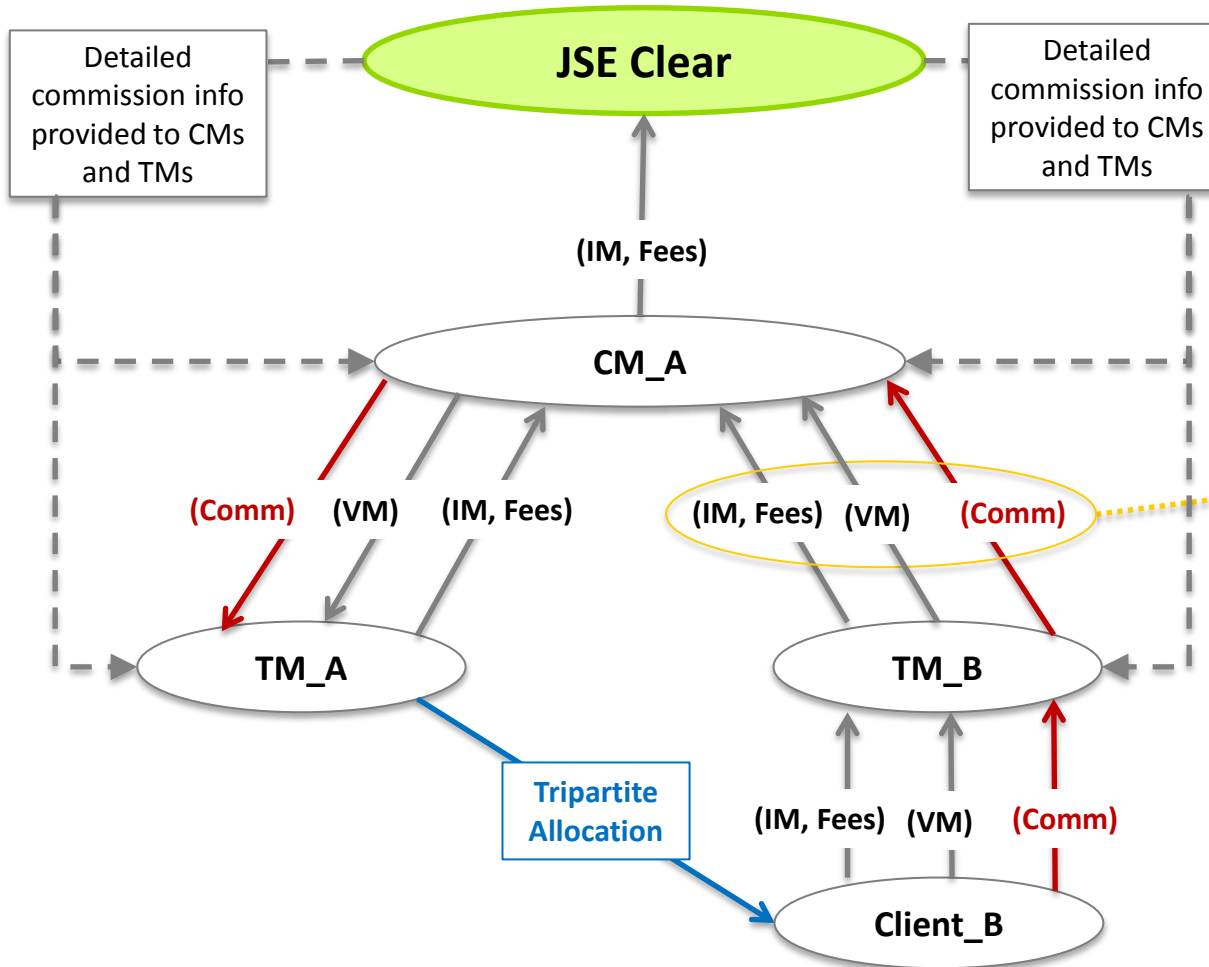 Detailed
commission info
provided to CMs
and TMs
JSE Clear
Detailed
commission info
provided to CMs
and TMs
(IM, Fees)
CM_A
(Comm)
(VM)
(IM, Fees)
(IM, Fees)
(VM)
(Comm)
TM_A
TM_B
Tripartite
Allocation
(IM, Fees)
(VM)
(Comm)
Client_B